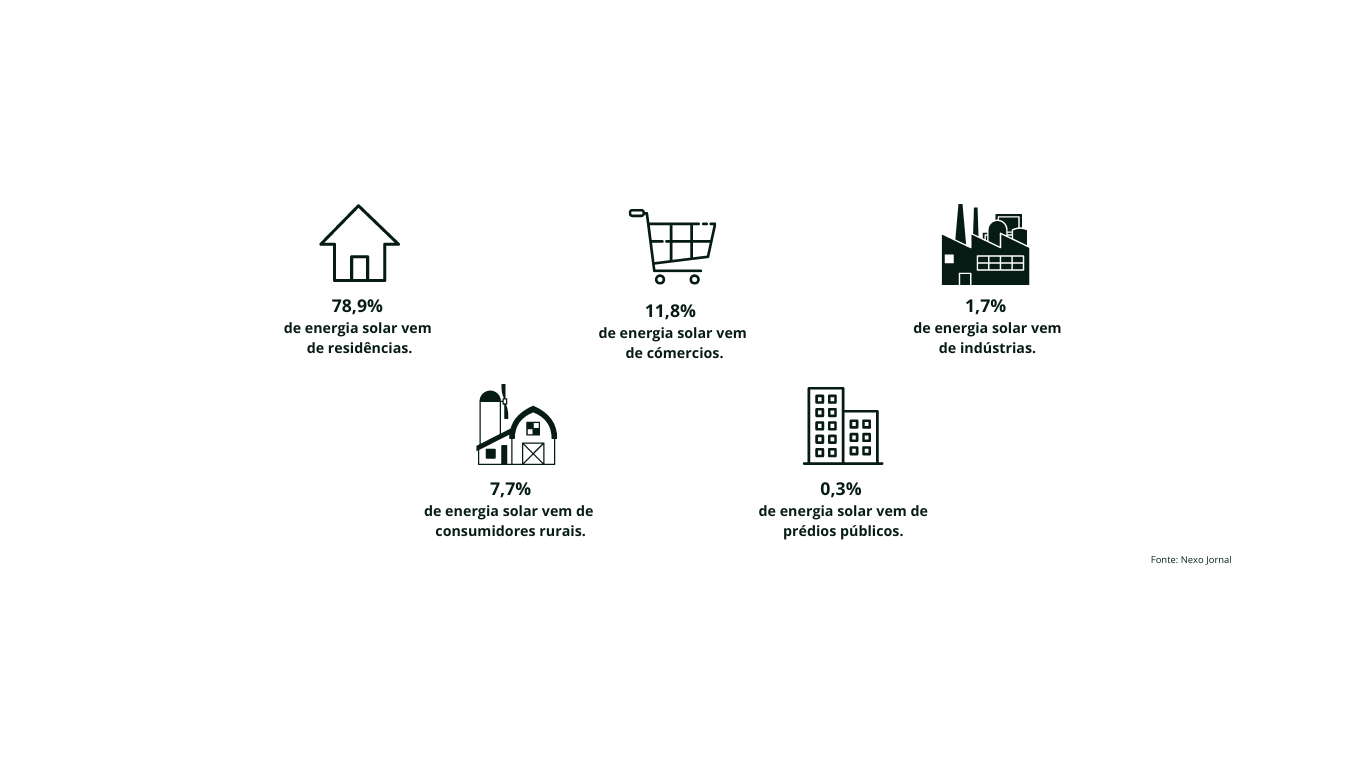 78,9%
de energia solar vem
de residências.
11,8%
de energia solar vem
de cómercios.
1,7%
de energia solar vem
de indústrias.
7,7%
de energia solar vem de
consumidores rurais.
0,3%
de energia solar vem de
prédios públicos.
Fonte: Nexo Jornal